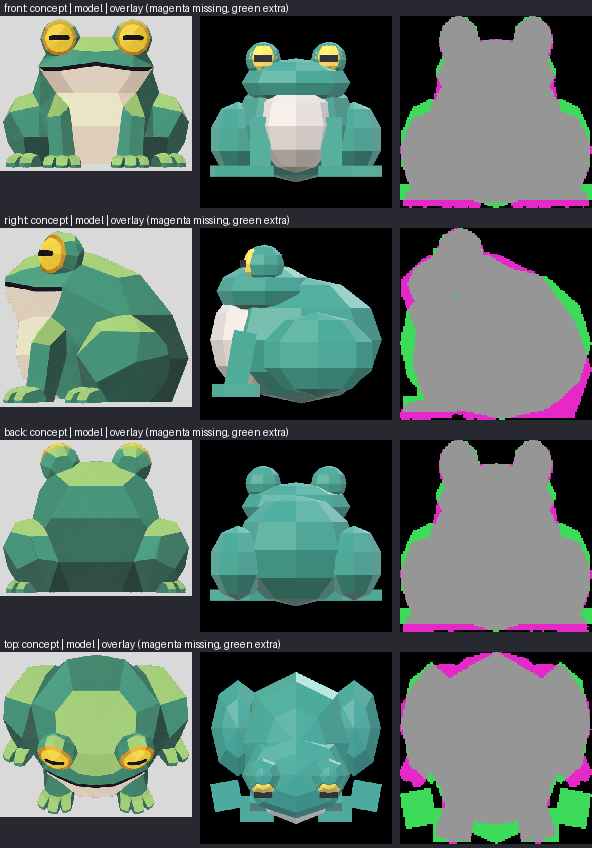 front: concept | model | overlay (magenta missing, green extra)
right: concept | model | overlay (magenta missing, green extra)
back: concept | model | overlay (magenta missing, green extra)
top: concept | model | overlay (magenta missing, green extra)